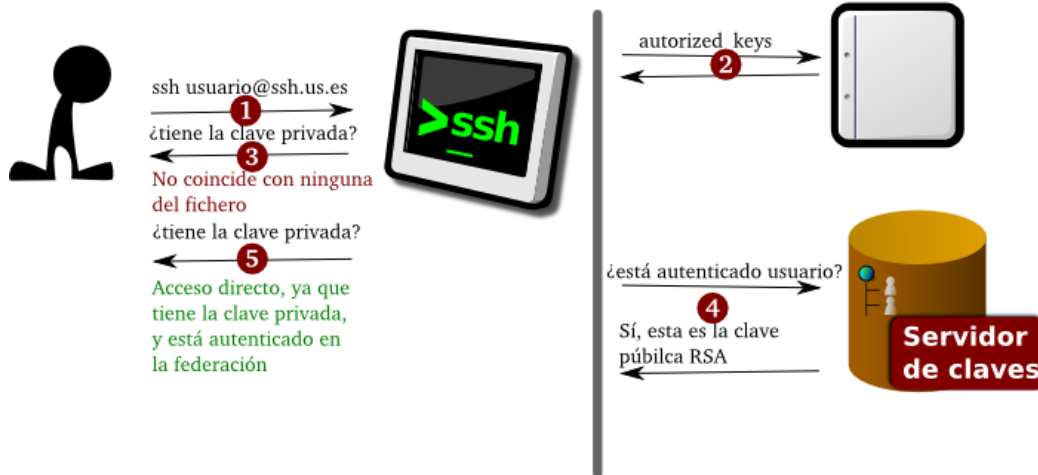 ssh usuario@ssh.us.es
1
¿tiene la clave privada?
3
No coincide con ninguna
del fichero
¿tiene la clave privada?
5
Acceso directo, ya que
tiene la clave privada,
y está autenticado en
la federación
>ssh
autorized_keys
2
¿está autenticado usuario?
4
Sí, esta es la clave
púbilca RSA
Servidor
de claves